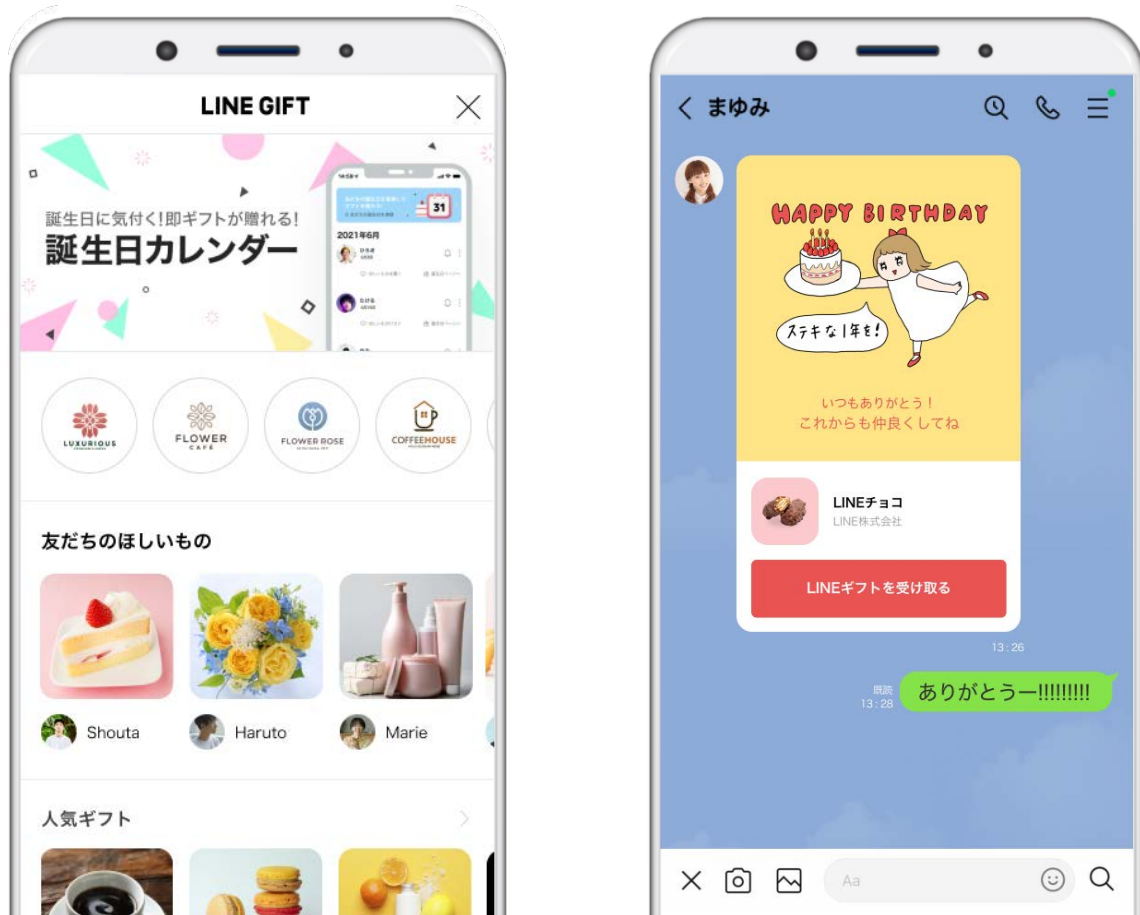 LINE GIFT
誕生日に気付く!即ギフトが贈れる!
誕生日カレンダー
31
2021年6月
LUXURIOUS
FLOWER
CAFÉ
FLOWER ROSE
COFFEEHOUSE
友だちのほしいもの
Shouta
Haruto
Marie
人気ギフト
まゆみ
HAPPY BIRTHDAY
ステキな1年を!
いつもありがとう!
これからも仲良くしてね
LINEチョコ
LINE株式会社
LINEギフトを受け取る
13:26
既読
13:28
ありがとうー!!!!!!!!!
Aa